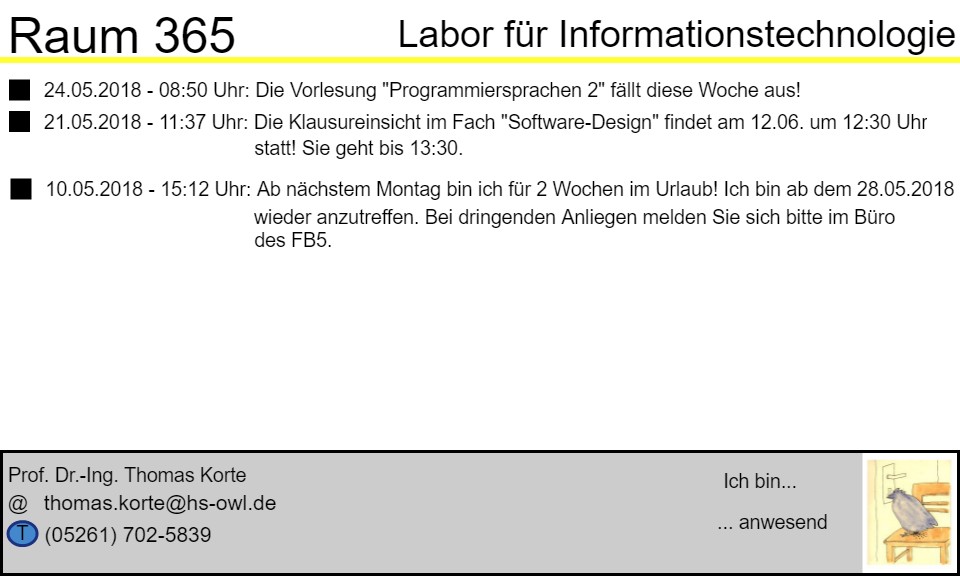 Raum 365
Labor für Informationstechnologie
24.05.2018 - 08:50 Uhr: Die Vorlesung "Programmiersprachen 2" fällt diese Woche aus!
21.05.2018 - 11:37 Uhr: Die Klausureinsicht im Fach "Software-Design" findet am 12.06. um 12:30 Uhr
statt! Sie geht bis 13:30.
10.05.2018 - 15:12 Uhr: Ab nächstem Montag bin ich für 2 Wochen im Urlaub! Ich bin ab dem 28.05.2018
wieder anzutreffen. Bei dringenden Anliegen melden Sie sich bitte im Büro
des FB5.
Prof. Dr.-Ing. Thomas Korte
@ thomas.korte@hs-owl.de
T (05261) 702-5839
Ich bin...
... anwesend